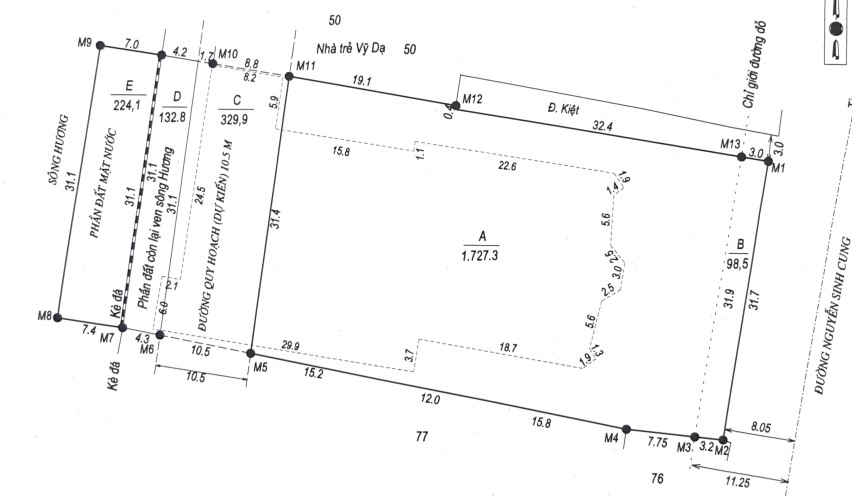 50
Nhà trẻ Vỹ Dạ 50
M9
7.0
4.2
1.7
M10
8.8
8.2
M11
19.1
M12
0.4
Đ. Kiệt
32.4
M13
3.0
3.0
M1
Chỉ giới đường đỏ
E
224,1
D
132.8
C
329,9
5.9
15.8
1.1
22.6
1.9
1.4
5.6
2.5
3.0
2.5
5.6
1.3
1.9
18.7
3.7
A
1.727.3
B
98,5
31.9
31.7
SÔNG HƯƠNG
31.1
PHẦN ĐẤT MẶT NƯỚC
31.1
31.1
Phần đất còn lại ven sông Hương
31.1
24.5
ĐƯỜNG QUY HOẠCH (DỰ KIẾN) 10.5 M
31.4
2.1
6.0
M8
7.4
Kè đá
M7
Kè đá
4.3
M6
10.5
10.5
29.9
M5
15.2
12.0
15.8
M4
7.75
M3
3.2
M2
8.05
11.25
77
76
ĐƯỜNG NGUYỄN SINH CUNG